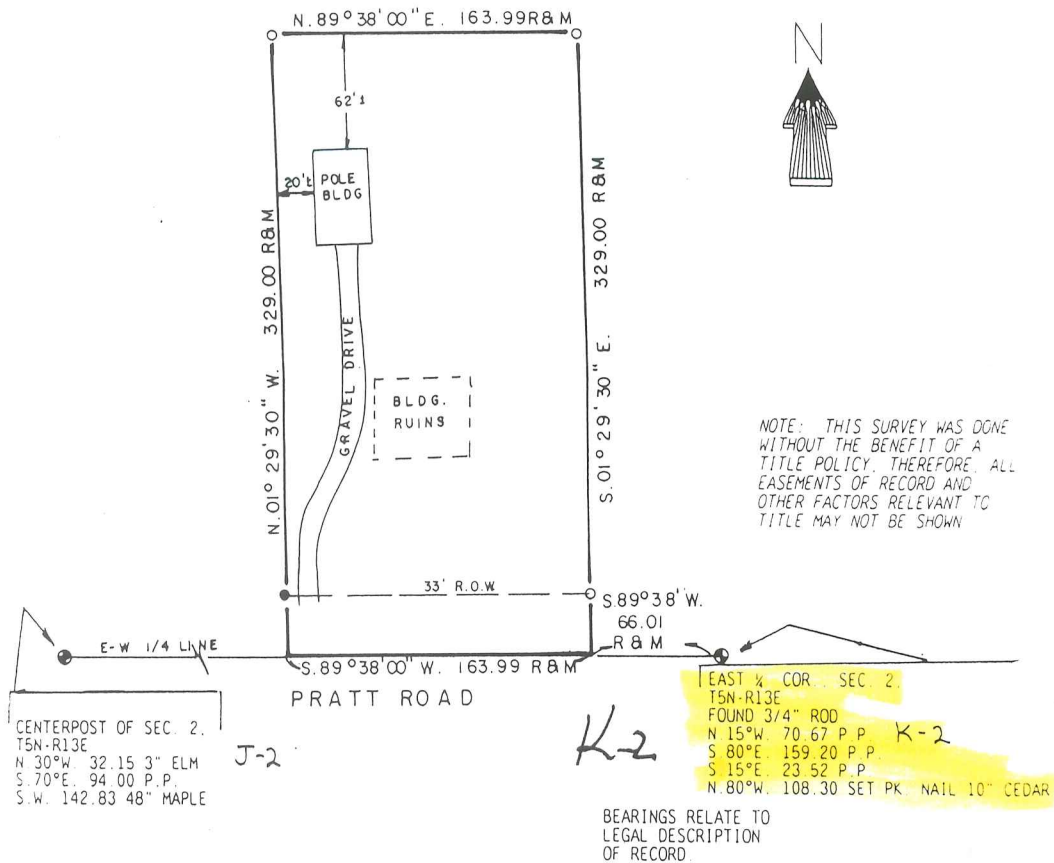 N.89°38'00"E. 163.99R&M
N
62'±
20'±
POLE
BLDG
N.01°29'30"W. 329.00 R&M
329.00 R&M
S.01°29'30"E.
GRAVEL DRIVE
BLDG.
RUINS
NOTE: THIS SURVEY WAS DONE
WITHOUT THE BENEFIT OF A
TITLE POLICY, THEREFORE, ALL
EASEMENTS OF RECORD AND
OTHER FACTORS RELEVANT TO
TITLE MAY NOT BE SHOWN
33' R.O.W
S.89°38'W.
66.01
R&M
E-W 1/4 LINE
S.89°38'00"W. 163.99 R&M
PRATT ROAD
CENTERPOST OF SEC. 2,
T5N-R13E
N 30°W. 32.15 3" ELM
S.70°E. 94.00 P.P.
S.W. 142.83 48" MAPLE
J-2
K-2
EAST ¼ COR. SEC. 2,
T5N-R13E
FOUND 3/4" ROD
N.15°W. 70.67 P.P. K-2
S 80°E. 159.20 P.P.
S.15°E. 23.52 P.P
N.80°W. 108.30 SET PK. NAIL 10" CEDAR
BEARINGS RELATE TO
LEGAL DESCRIPTION
OF RECORD